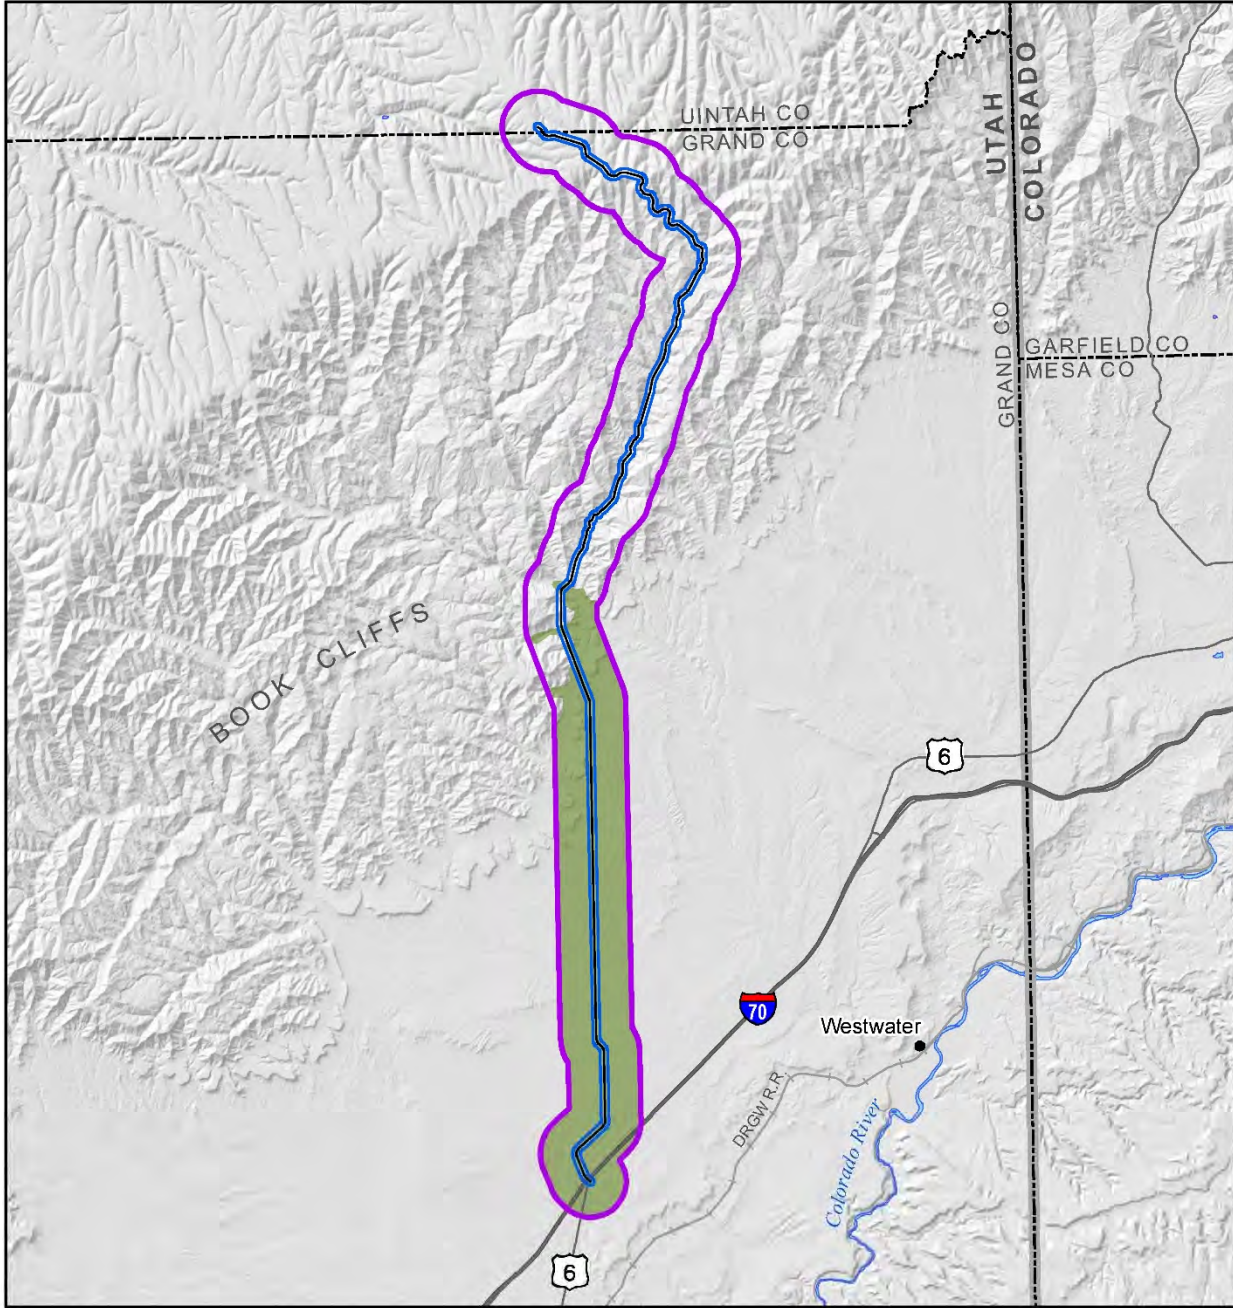 UINTAH CO
GRAND CO
UTAH
COLORADO
GRAND CO
GARFIELD CO
MESA CO
BOOK CLIFFS
6
70
Westwater
DRGW R.R.
Colorado River
6